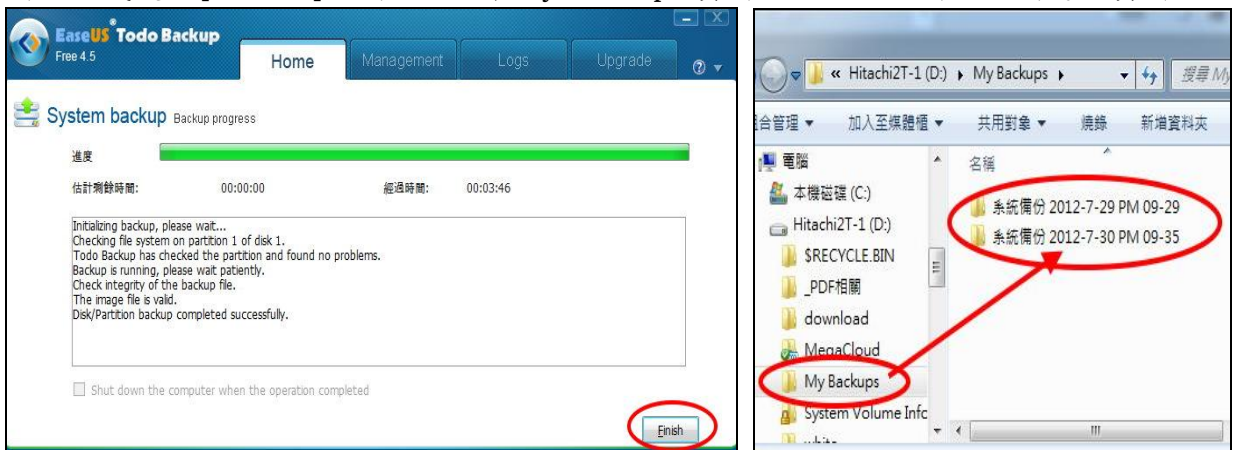 EaseUS® Todo Backup
Free 4.5
Home
Management
Logs
Upgrade
System backup Backup progress
進度
估計剩餘時間: 00:00:00 經過時間: 00:03:46
Initializing backup, please wait...
Checking file system on partition 1 of disk 1.
Todo Backup has checked the partition and found no problems.
Backup is running, please wait patiently.
Check integrity of the backup file.
The image file is valid.
Disk/Partition backup completed successfully.
Shut down the computer when the operation completed
Finish
« Hitachi2T-1 (D:) ▸ My Backups ▸
搜尋 My
合管理 ▼ 加入至媒體櫃 ▼ 共用對象 ▼ 燒錄 新增資料夾
電腦
本機磁碟 (C:)
Hitachi2T-1 (D:)
$RECYCLE.BIN
_PDF相關
download
MegaCloud
My Backups
System Volume Info
名稱
系統備份 2012-7-29 PM 09-29
系統備份 2012-7-30 PM 09-35